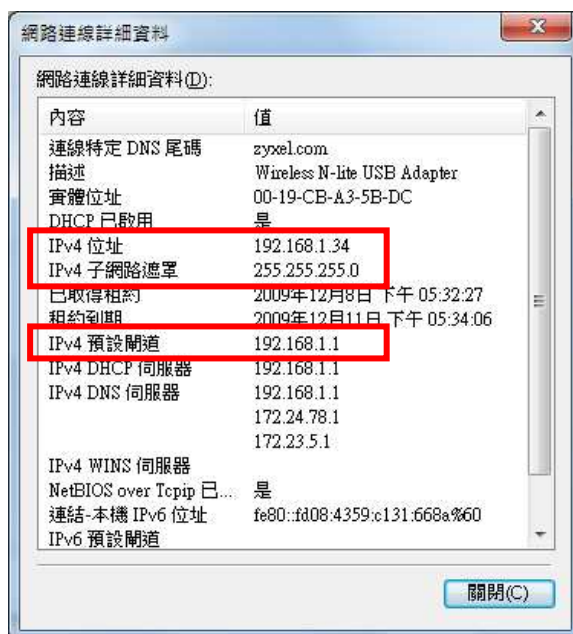 網路連線詳細資料
網路連線詳細資料(D):
內容 值
連線特定 DNS 尾碼 zyxel.com
描述 Wireless N-lite USB Adapter
實體位址 00-19-CB-A3-5B-DC
DHCP 已啟用 是
IPv4 位址 192.168.1.34
IPv4 子網路遮罩 255.255.255.0
已取得租約 2009年12月8日 下午 05:32:27
租約到期 2009年12月11日 下午 05:34:06
IPv4 預設閘道 192.168.1.1
IPv4 DHCP 伺服器 192.168.1.1
IPv4 DNS 伺服器 192.168.1.1
172.24.78.1
172.23.5.1
IPv4 WINS 伺服器
NetBIOS over Tcpip 已... 是
連結-本機 IPv6 位址 fe80::fd08:4359:c131:668a%60
IPv6 預設閘道
關閉(C)